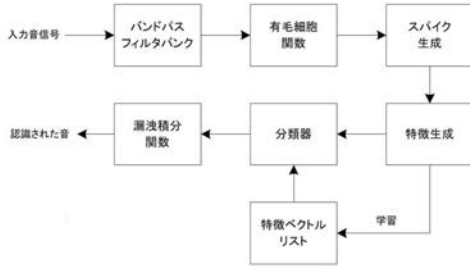 入力音信号
バンドパス
フィルタバンク
有毛細胞
関数
スパイク
生成
認識された音
漏洩積分
関数
分類器
特徴生成
特徴ベクトル
リスト
学習